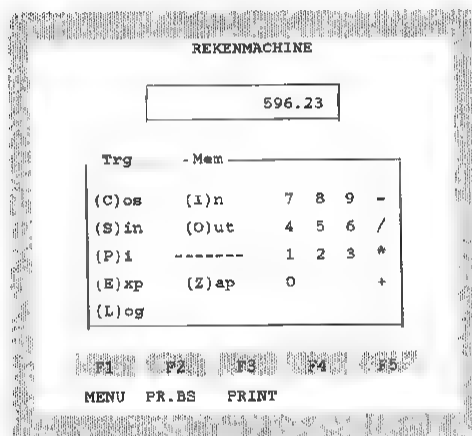 REKENMACHINE
596.23
Trg - Mem
(C)os (I)n 7 8 9 -
(S)in (O)ut 4 5 6 /
(P)i ------- 1 2 3 *
(E)xp (Z)ap 0 +
(L)og
F1 F2 F3 F4 F5
MENU PR.BS PRINT